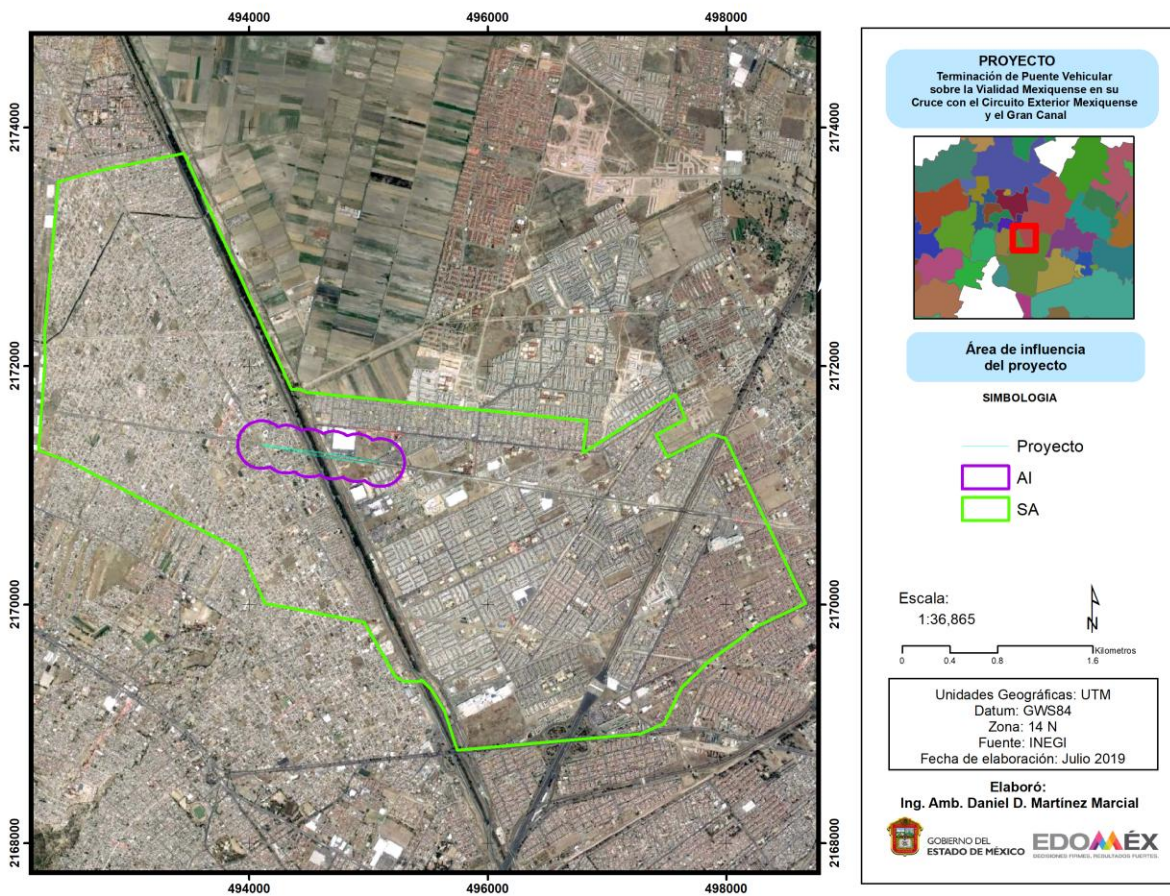 494000
496000
498000
2174000
2174000
2172000
2172000
2170000
2170000
2168000
2168000
494000
496000
498000
PROYECTO
Terminación de Puente Vehicular
sobre la Vialidad Mexiquense en su
Cruce con el Circuito Exterior Mexiquense
y el Gran Canal
Área de influencia
del proyecto
SIMBOLOGIA
Proyecto
AI
SA
Escala:
1:36,865
N
Kilometros
0 0.4 0.8 1.6
Unidades Geográficas: UTM
Datum: GWS84
Zona: 14 N
Fuente: INEGI
Fecha de elaboración: Julio 2019
Elaboró:
Ing. Amb. Daniel D. Martínez Marcial
GOBIERNO DEL
ESTADO DE MÉXICO
EDOMÉX
DECISIONES FIRMES, RESULTADOS FUERTES.